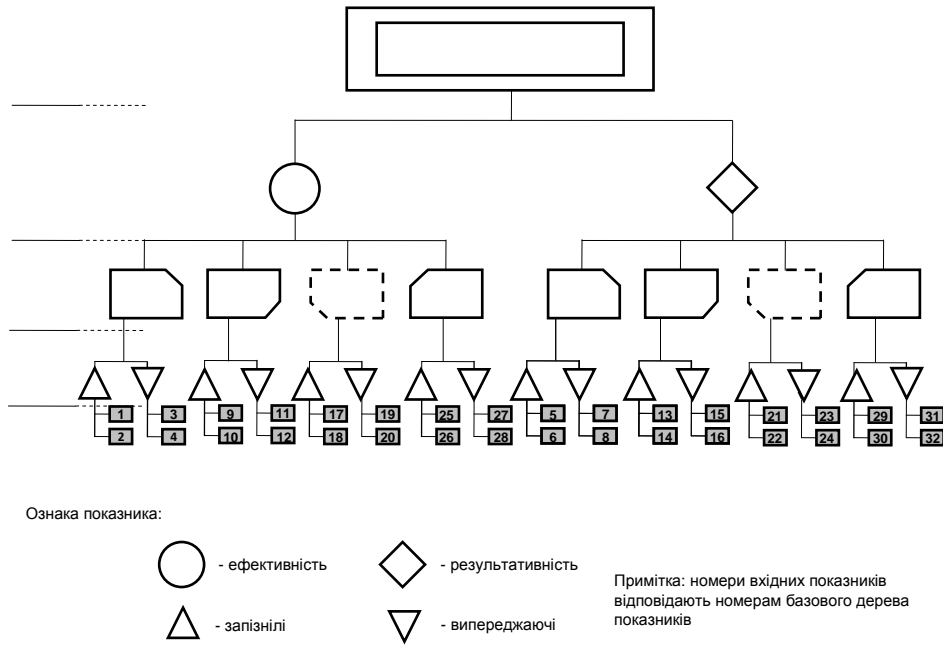 1 3 9 11 17 19 25 27 5 7 13 15 21 23 29 31
2 4 10 12 18 20 26 28 6 8 14 16 22 24 30 32
Ознака показника:
- ефективність - результативність
- запізнілі - випереджаючі
Примітка: номери вхідних показників
відповідають номерам базового дерева
показників